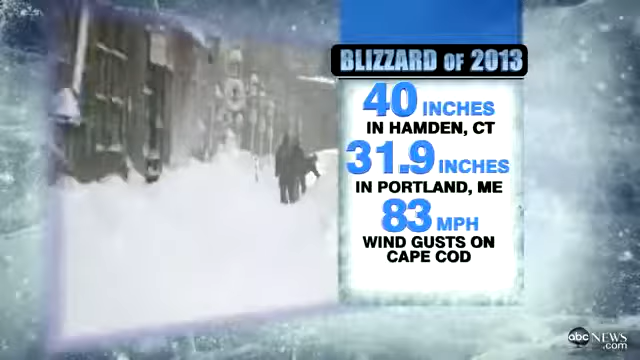 BLIZZARD OF 2013
40 INCHES
IN HAMDEN, CT
31.9 INCHES
IN PORTLAND, ME
83 MPH
WIND GUSTS ON
CAPE COD
abc NEWS
.com